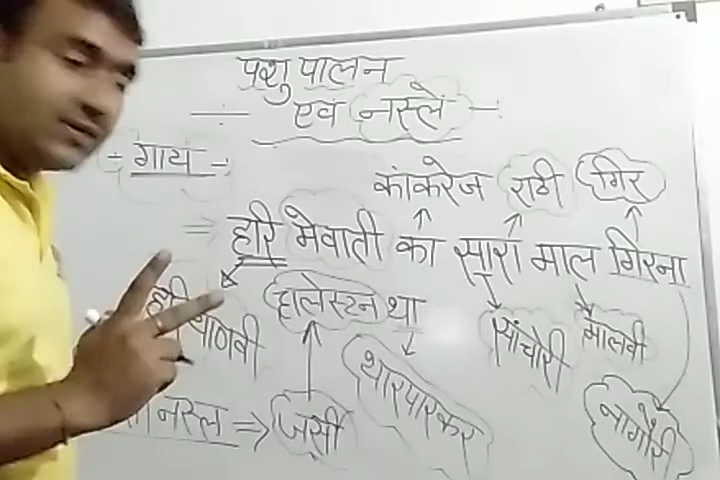 पशु पालन
एवं नस्लें
- गाय -
कांकरेज राठी गिर
⇒ हरि मेवाती का सारा माल गिरना
हालेस्टन था
सांचोरी मालवी
थारपारकर
नागौरी
नस्ल ⇒ जर्सी